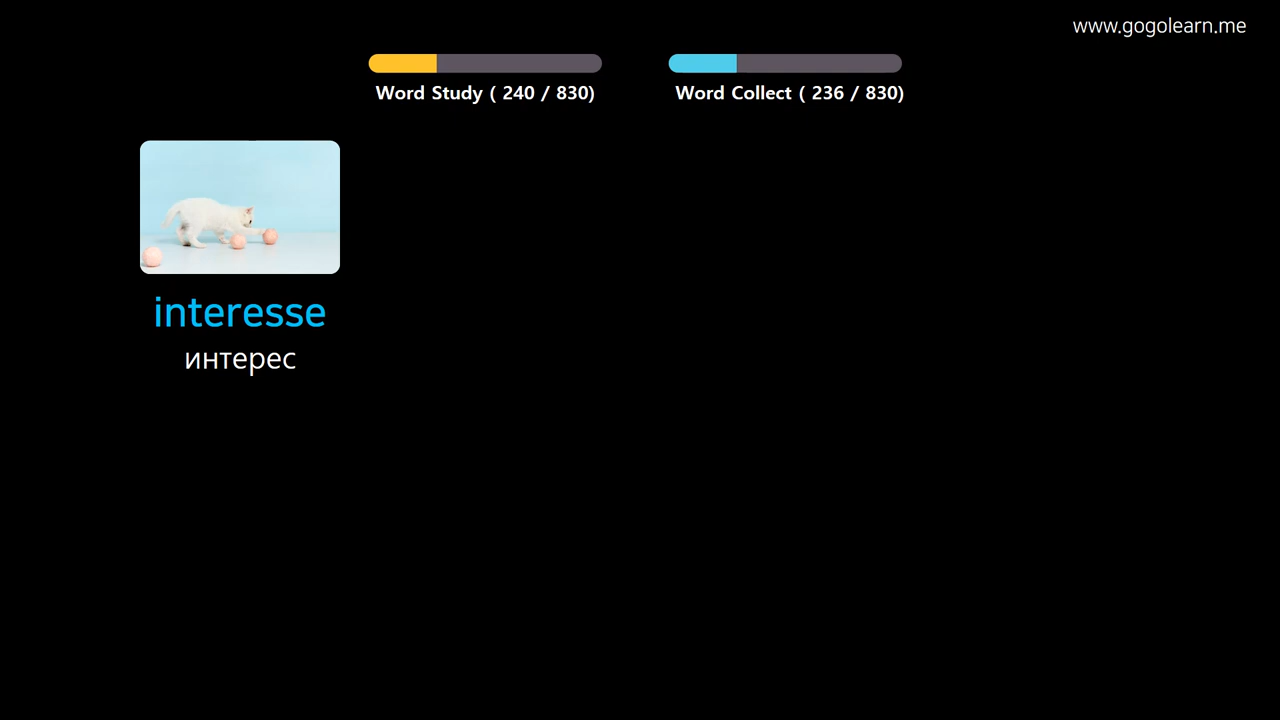 www.gogolearn.me
Word Study ( 240 / 830)
Word Collect ( 236 / 830)
interesse
интерес